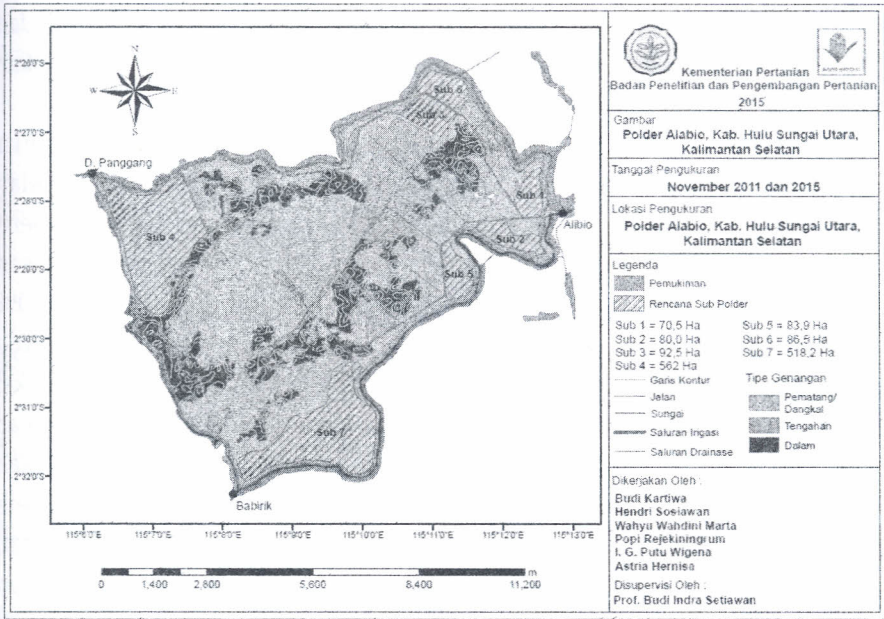 Kementerian Pertanian
Badan Penelitian dan Pengembangan Pertanian
2015
Gambar
Polder Alabio, Kab. Hulu Sungai Utara,
Kalimantan Selatan
Tanggal Pengukuran
November 2011 dan 2015
Lokasi Pengukuran
Polder Alabio, Kab. Hulu Sungai Utara,
Kalimantan Selatan
Legenda
Pemukiman
Rencana Sub Polder
Sub 1 = 70,5 Ha Sub 5 = 83,9 Ha
Sub 2 = 80,0 Ha Sub 6 = 86,5 Ha
Sub 3 = 92,5 Ha Sub 7 = 518,2 Ha
Sub 4 = 562 Ha
Garis Kontur
Jalan
Sungai
Saluran Irigasi
Saluran Drainase
Tipe Genangan
Pematang/
Dangkal
Tengahan
Dalam
Dikerjakan Oleh :
Budi Kartiwa
Hendri Sosiawan
Wahyu Wahdini Marta
Popi Rejekiningrum
I. G. Putu Wigena
Astria Hernisa
Disupervisi Oleh :
Prof. Budi Indra Setiawan
N
W E
S
2°26'0"S
2°27'0"S
2°28'0"S
2°29'0"S
2°30'0"S
2°31'0"S
2°32'0"S
D. Panggang
Sub 6
Sub 3
Sub 1
Alibio
Sub 4
Sub 2
Sub 5
Sub 7
Babirik
115°6'0"E 115°7'0"E 115°8'0"E 115°9'0"E 115°10'0"E 115°11'0"E 115°12'0"E 115°13'0"E
m
0 1,400 2,800 5,600 8,400 11,200